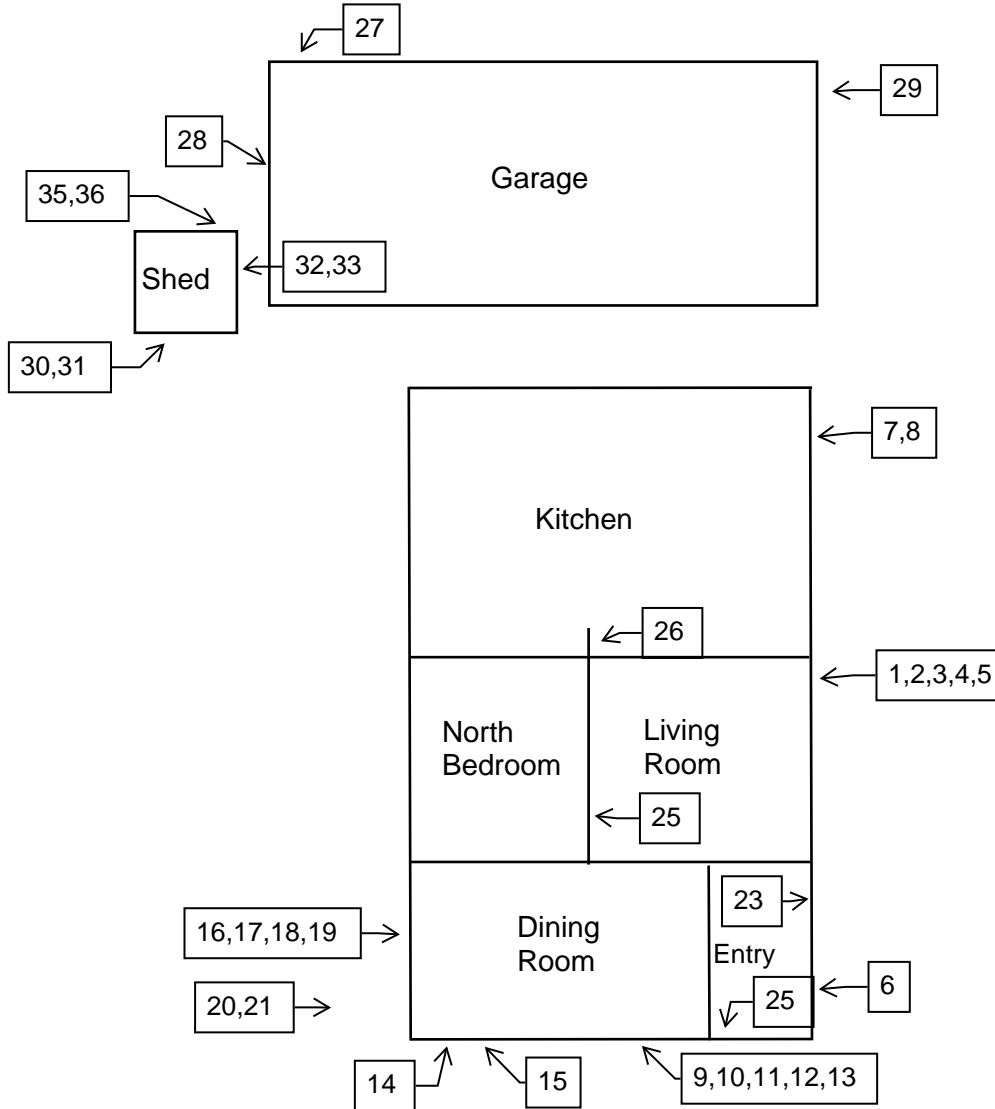 27
29
28
Garage
35,36
32,33
Shed
30,31
7,8
Kitchen
26
1,2,3,4,5
North
Bedroom
Living
Room
25
23
16,17,18,19
Dining
Room
Entry
6
20,21
25
14
15
9,10,11,12,13